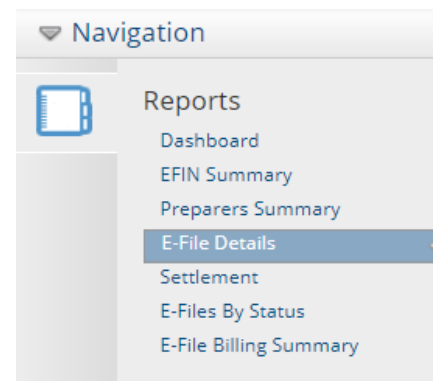 Navigation
Reports
Dashboard
EFIN Summary
Preparers Summary
E-File Details
Settlement
E-Files By Status
E-File Billing Summary